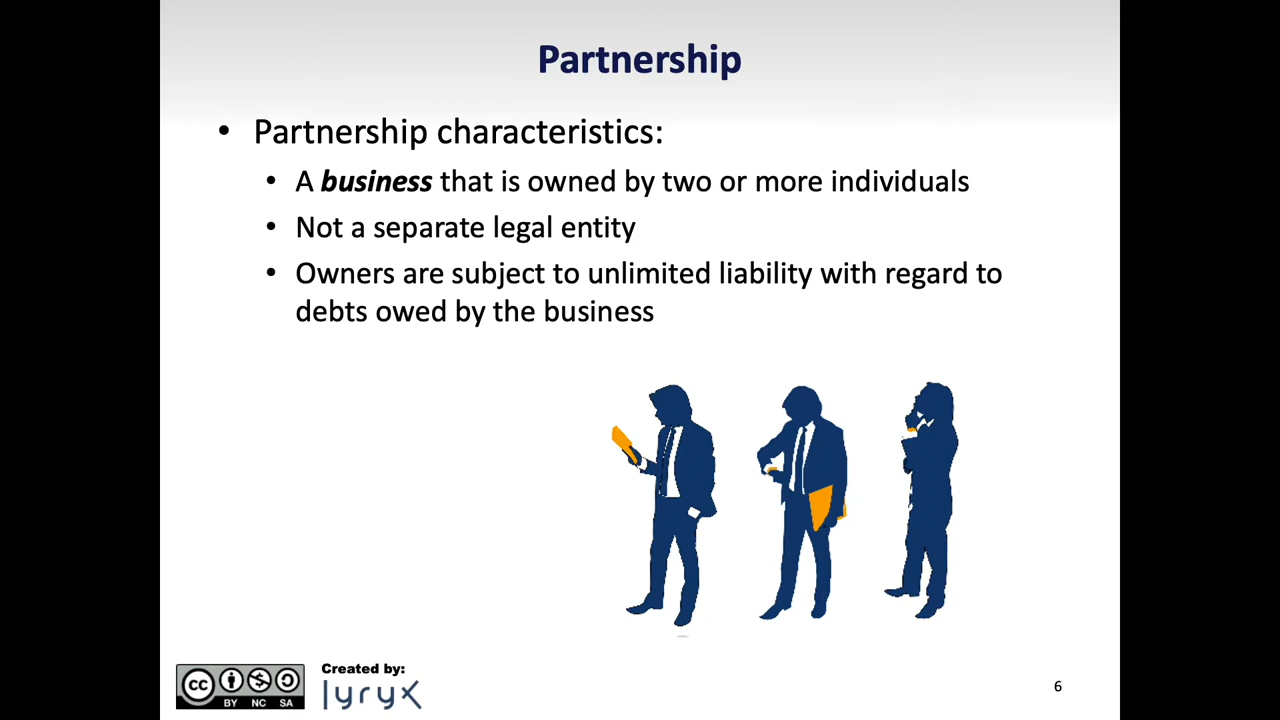 Partnership
• Partnership characteristics:
• A business that is owned by two or more individuals
• Not a separate legal entity
• Owners are subject to unlimited liability with regard to
debts owed by the business
Created by:
lyryx
cc
BY NC SA
6